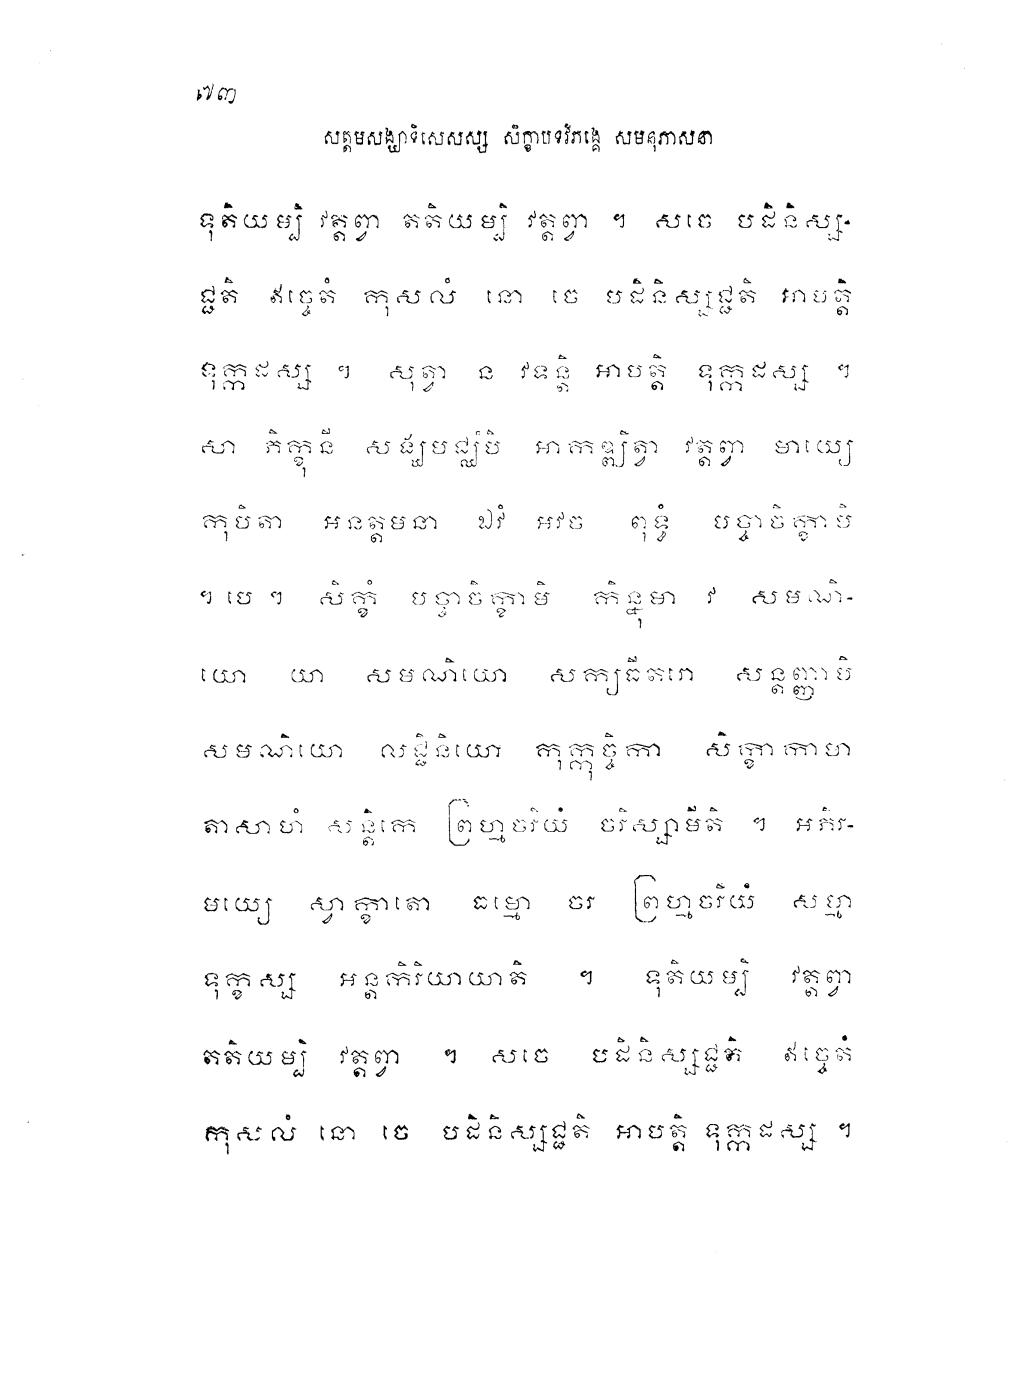 ៧៣
សត្តមសង្ឃាទិសេសស្ស សិក្ខាបទវិភង្គេ សមនុភាសនា
ទុតិយម្បិ វត្តព្វា តតិយម្បិ វត្តព្វា ។ សចេ បដិនិស្ស-
ជ្ជតិ ឥច្ចេតំ កុសលំ នោ ចេ បដិនិស្សជ្ជតិ អាបត្តិ
ទុក្កដស្ស ។ សុត្វា ន វទន្តិ អាបត្តិ ទុក្កដស្ស ។
សា ភិក្ខុនី សង្ឃមជ្ឈំបិ អាកឌ្ឍិត្វា វត្តព្វា មាយ្យេ
កុបិតា អនត្តមនា ឯវំ អវច ពុទ្ធំ បច្ចាចិក្ខាមិ
។ បេ ។ សិក្ខំ បច្ចាចិក្ខាមិ កិន្នុមា វ សមណិ-
យោ យា សមណិយោ សក្យធីតរោ សន្តញ្ញាបិ
សមណិយោ លជ្ជិនិយោ កុក្កុច្ចិកា សិក្ខាកាមា
តាសាហំ សន្តិកេ ព្រហ្មចរិយំ ចរិស្សាមីតិ ។ អភិរ-
មយ្យេ ស្វាក្ខាតោ ធម្មោ ចរ ព្រហ្មចរិយំ សម្មា
ទុក្ខស្ស អន្តកិរិយាយាតិ ។ ទុតិយម្បិ វត្តព្វា
តតិយម្បិ វត្តព្វា ។ សចេ បដិនិស្សជ្ជតិ ឥច្ចេតំ
កុសលំ នោ ចេ បដិនិស្សជ្ជតិ អាបត្តិ ទុក្កដស្ស ។